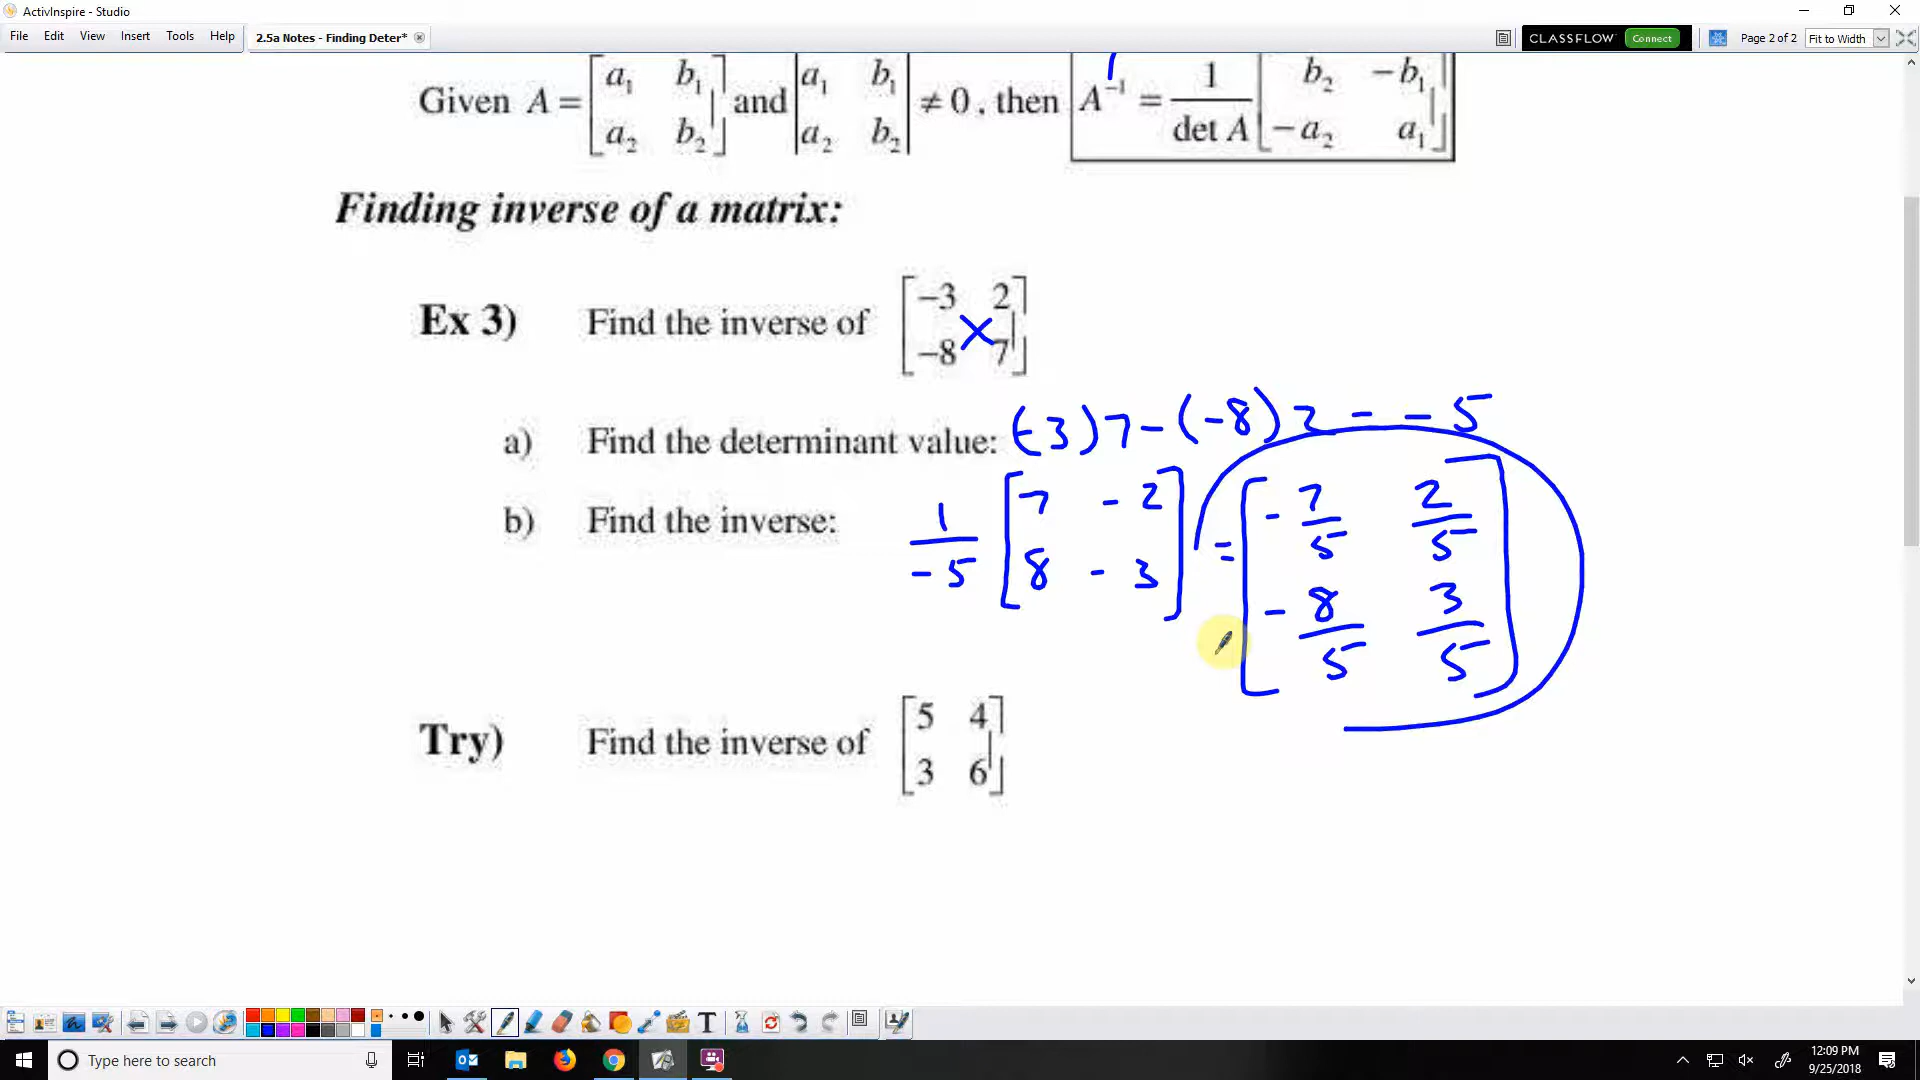 ActivInspire - Studio
File Edit View Insert Tools Help 2.5a Notes - Finding Deter* CLASSFLOW Connect Page 2 of 2 Fit to Width
Given A = [a₁ b₁; a₂ b₂] and |a₁ b₁; a₂ b₂| ≠ 0, then A⁻¹ = 1/det A [b₂ -b₁; -a₂ a₁]
Finding inverse of a matrix:
Ex 3) Find the inverse of [-3 2; -8 7]
a) Find the determinant value: (-3)7-(-8)2 = -5
b) Find the inverse: 1/-5 [7 -2; 8 -3] = [-7/5 2/5; -8/5 3/5]
Try) Find the inverse of [5 4; 3 6]
T
Type here to search
12:09 PM
9/25/2018